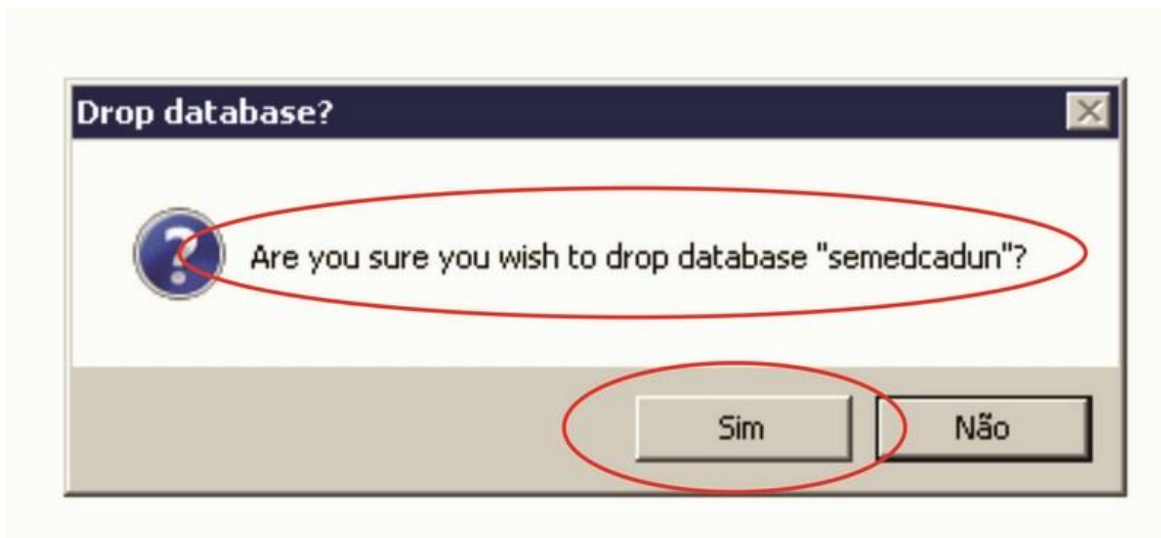 Drop database?
Are you sure you wish to drop database "semedcadun"?
Sim
Não